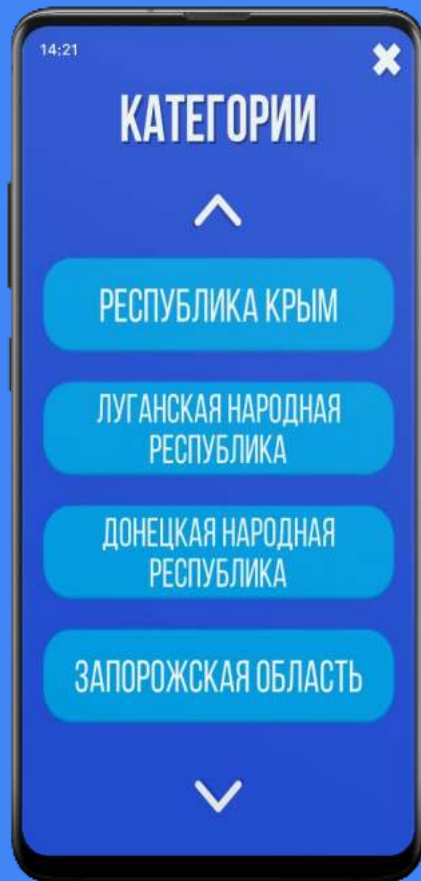 14:21
КАТЕГОРИИ
РЕСПУБЛИКА КРЫМ
ЛУГАНСКАЯ НАРОДНАЯ
РЕСПУБЛИКА
ДОНЕЦКАЯ НАРОДНАЯ
РЕСПУБЛИКА
ЗАПОРОЖСКАЯ ОБЛАСТЬ